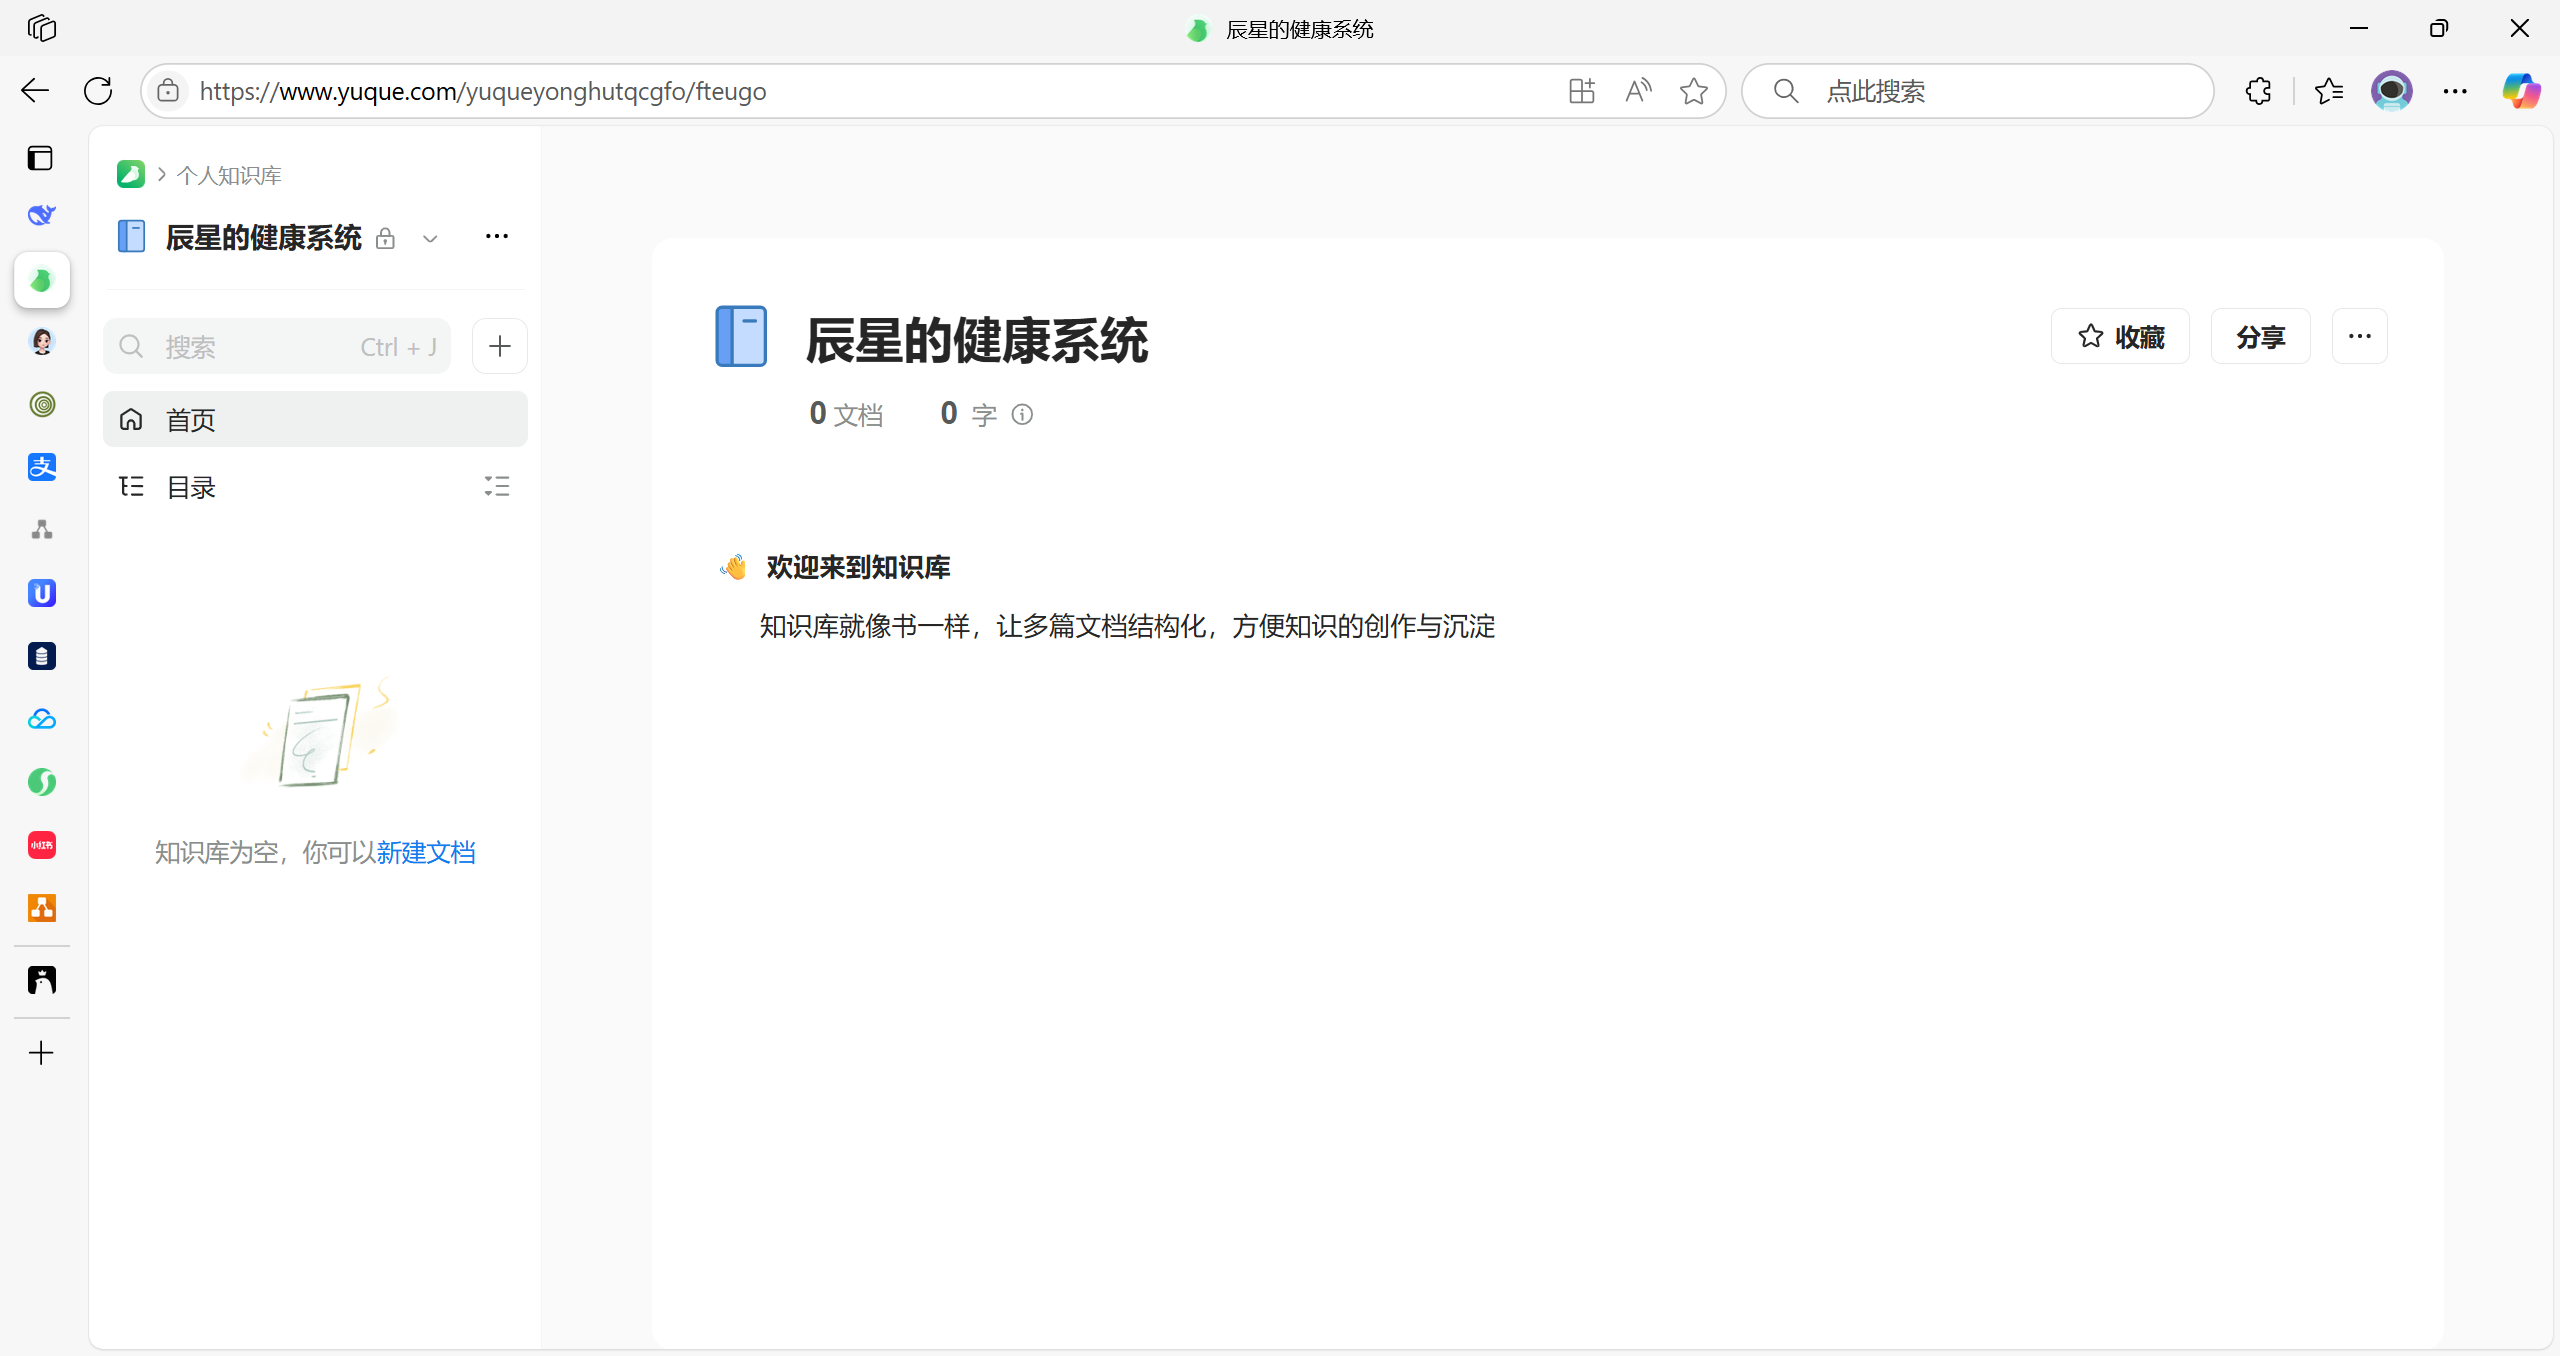 辰星的健康系统
https://www.yuque.com/yuqueyonghutqcgfo/fteugo
点此搜索
个人知识库
辰星的健康系统
搜索 Ctrl + J
首页
目录
知识库为空，你可以新建文档
辰星的健康系统
收藏 分享
0 文档 0 字
👋 欢迎来到知识库
知识库就像书一样，让多篇文档结构化，方便知识的创作与沉淀
支
U
小红书